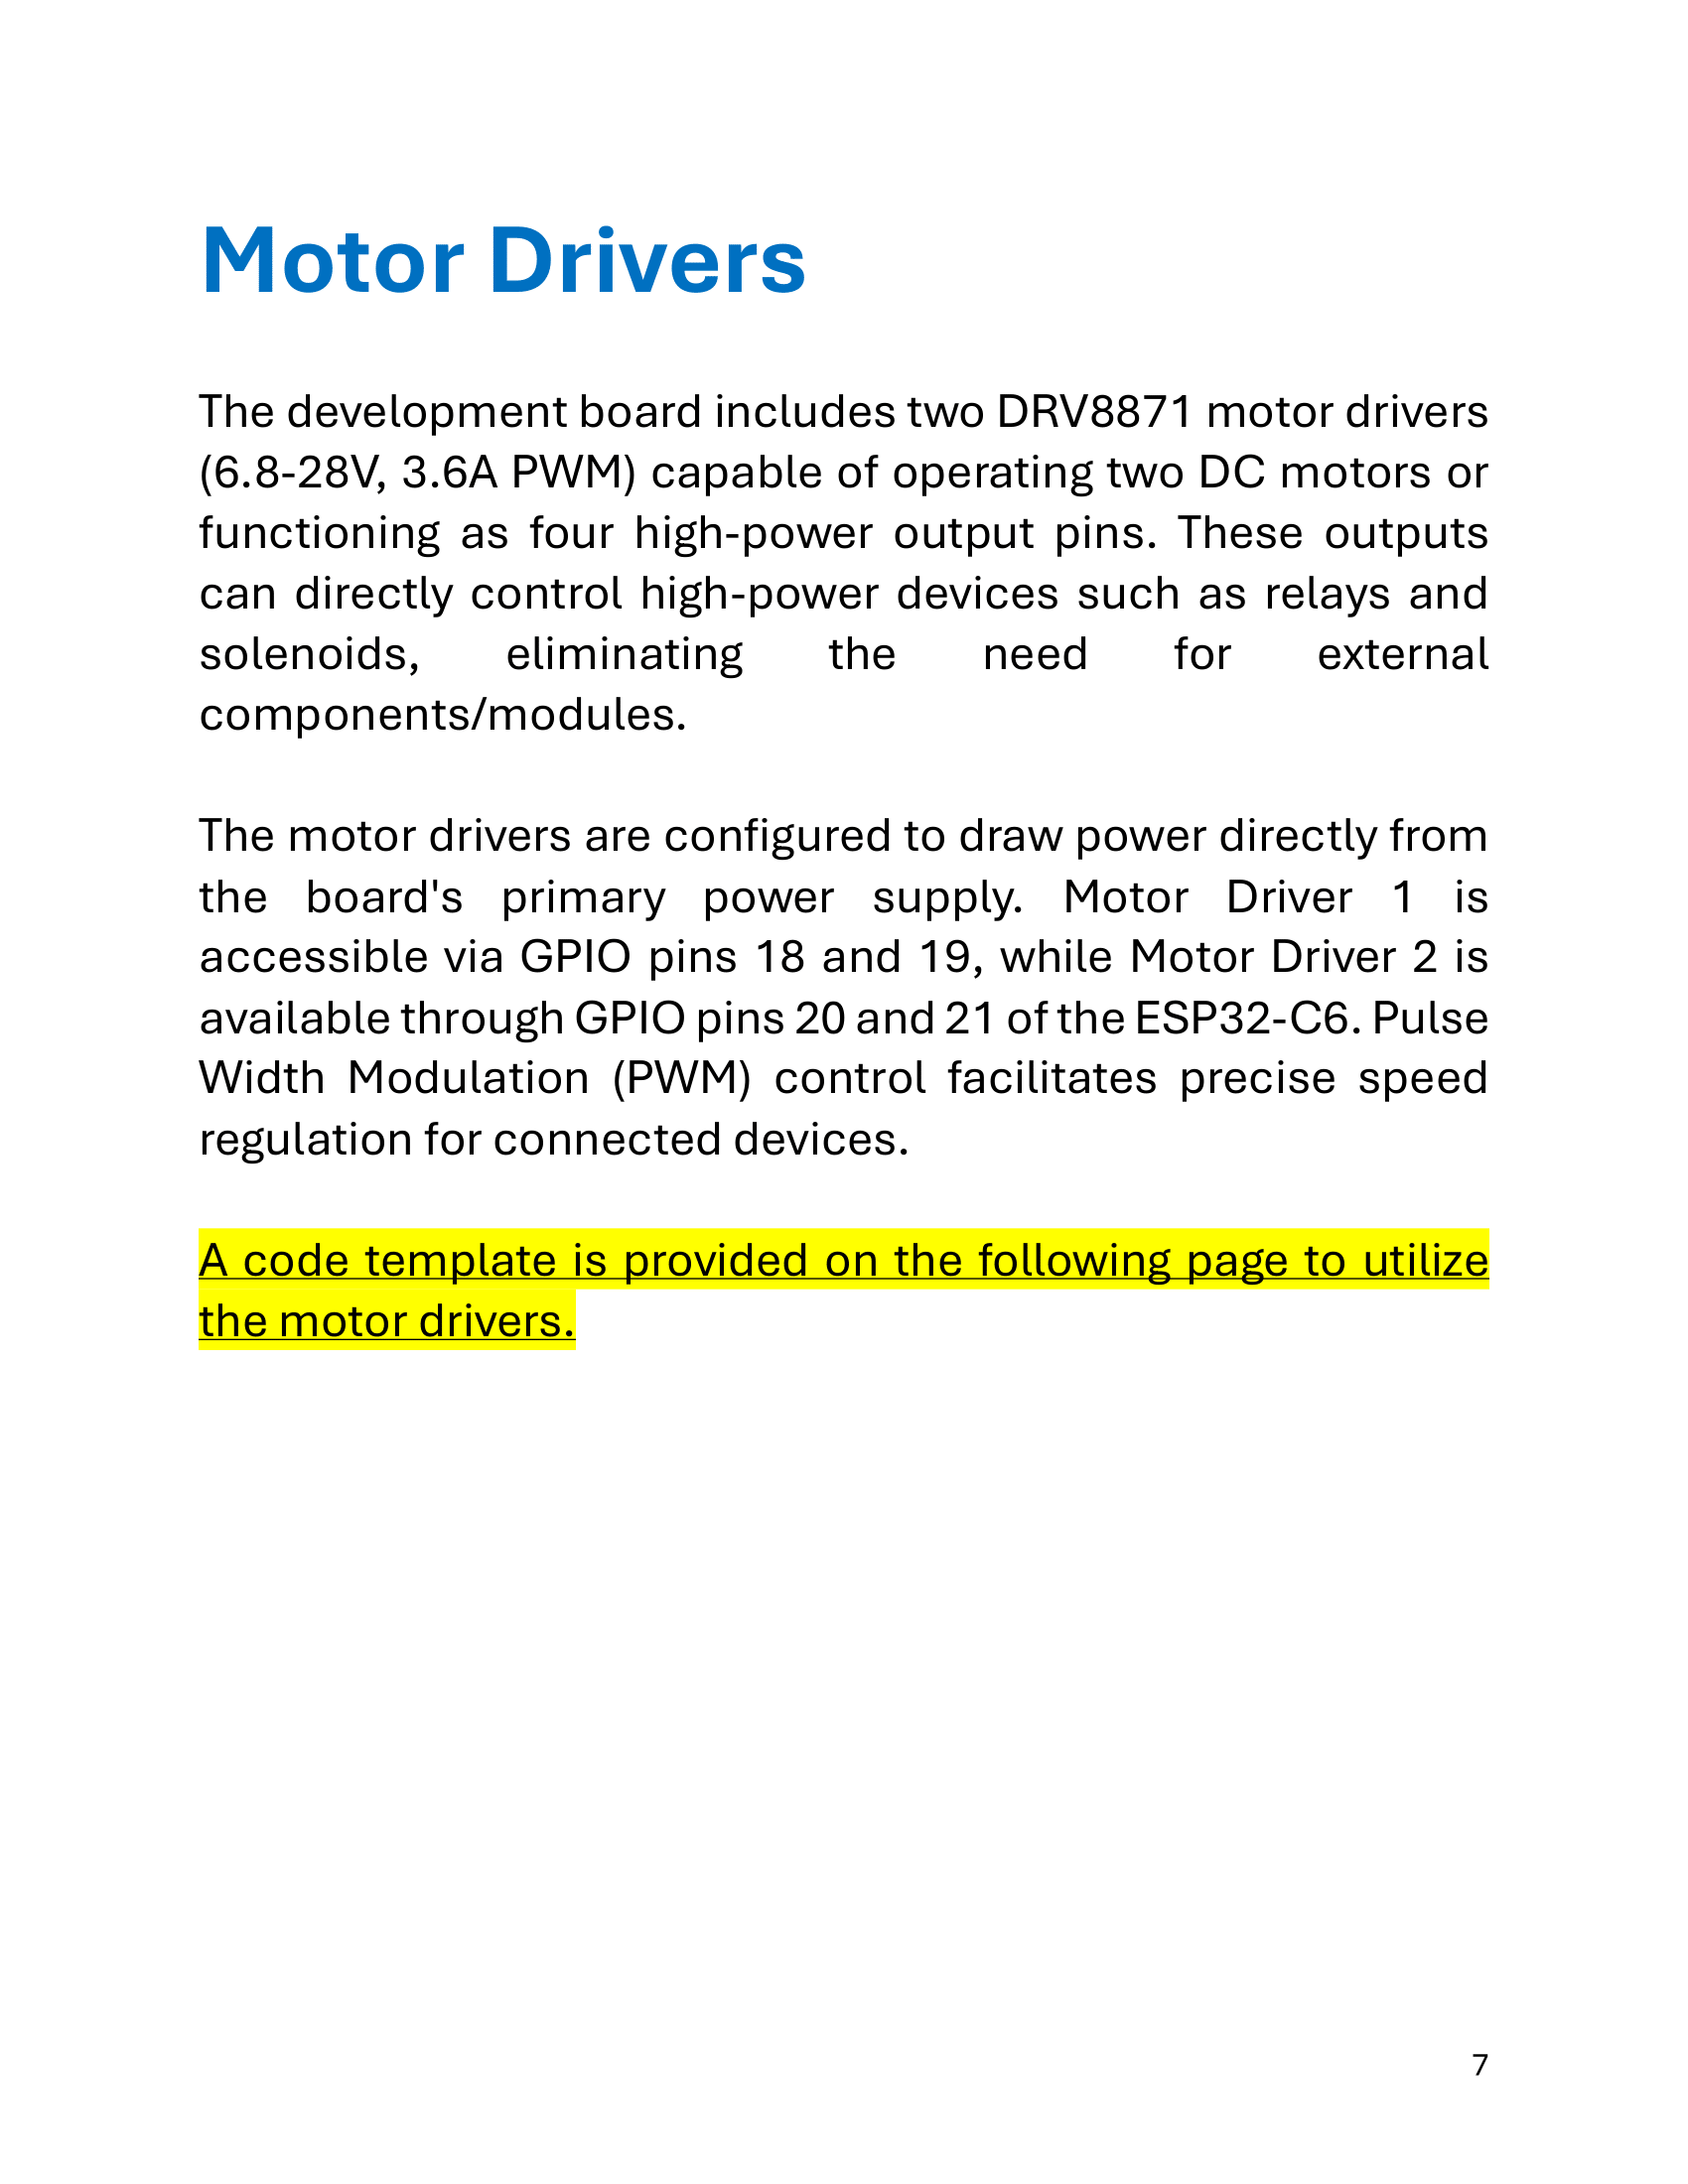 Motor Drivers
The development board includes two DRV8871 motor drivers
(6.8-28V, 3.6A PWM) capable of operating two DC motors or
functioning as four high-power output pins. These outputs
can directly control high-power devices such as relays and
solenoids, eliminating the need for external
components/modules.
The motor drivers are configured to draw power directly from
the board's primary power supply. Motor Driver 1 is
accessible via GPIO pins 18 and 19, while Motor Driver 2 is
available through GPIO pins 20 and 21 of the ESP32-C6. Pulse
Width Modulation (PWM) control facilitates precise speed
regulation for connected devices.
A code template is provided on the following page to utilize
the motor drivers.
7